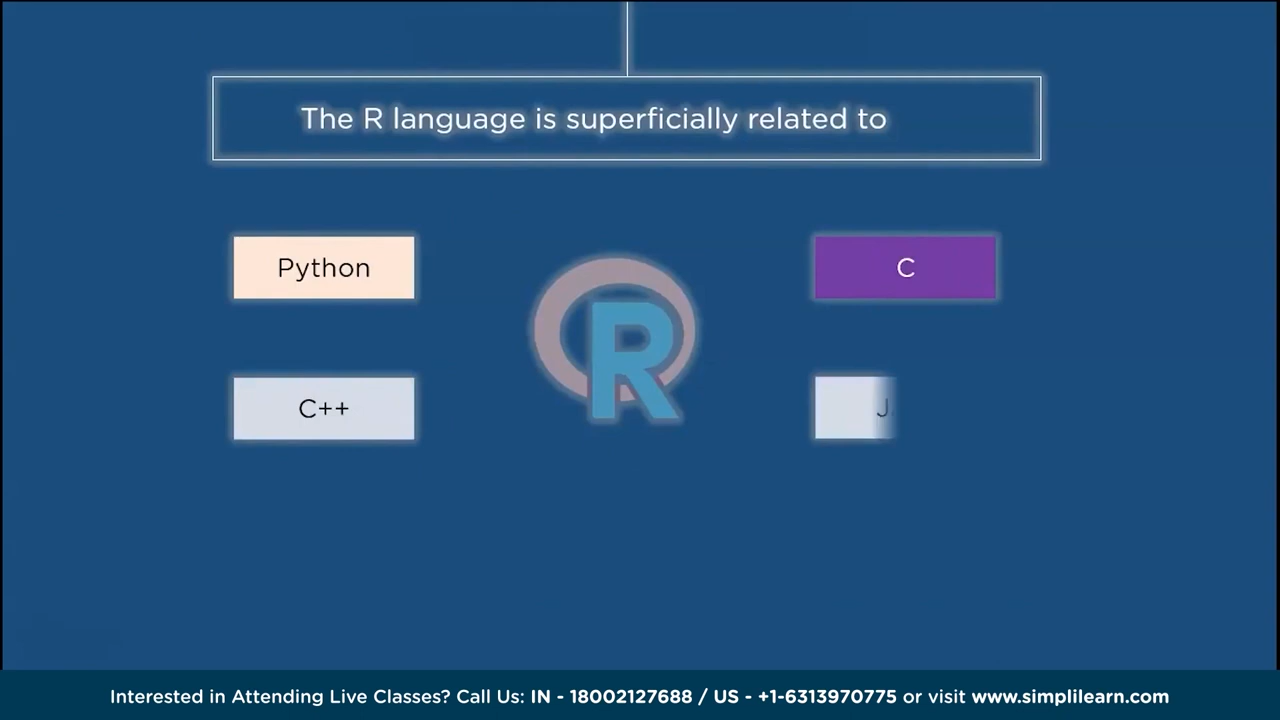 The R language is superficially related to
Python
C
R
C++
Interested in Attending Live Classes? Call Us: IN - 18002127688 / US - +1-6313970775 or visit www.simplilearn.com